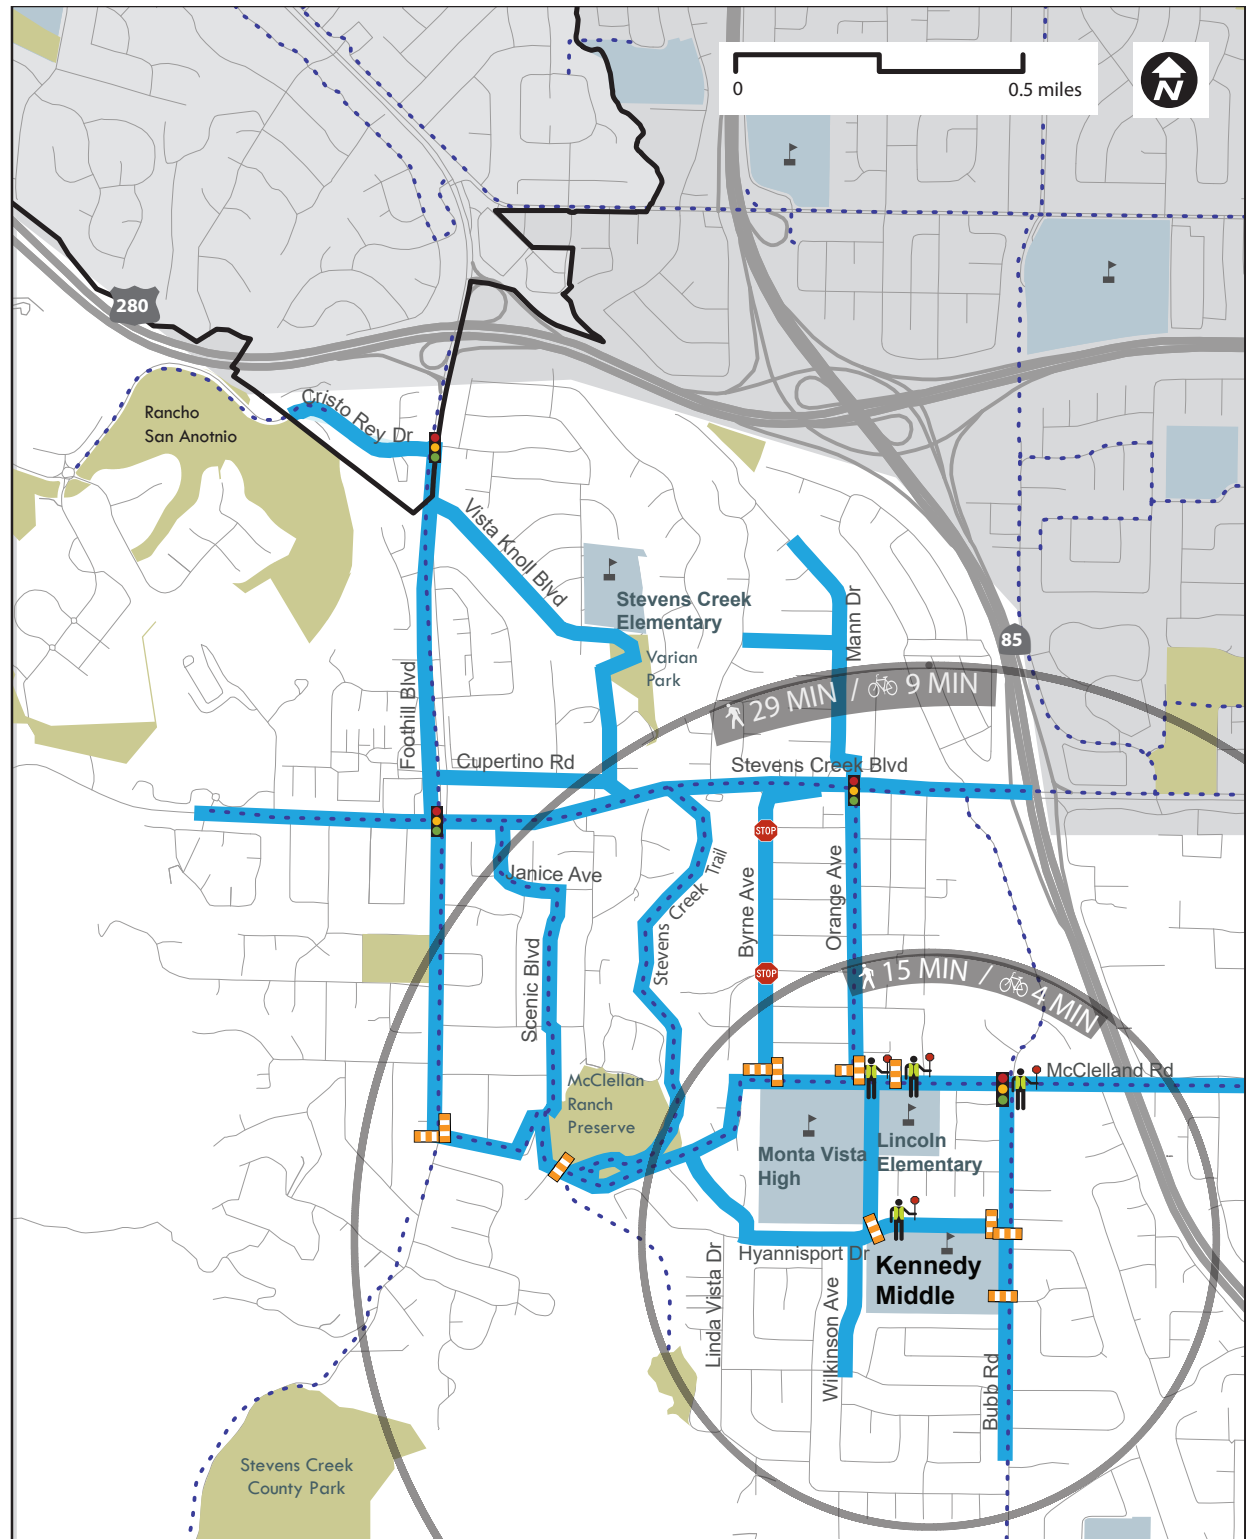 0
0.5 miles
N
280
Cristo Rey Dr
Rancho
San Anotnio
Vista Knoll Blvd
Stevens Creek
Elementary
Mann Dr
85
Varian
Park
Foothill Blvd
29 MIN / 9 MIN
Cupertino Rd
Stevens Creek Blvd
STOP
Janice Ave
Stevens Creek Trail
Byrne Ave
Orange Ave
Scenic Blvd
STOP
15 MIN / 4 MIN
McClellan
Ranch
Preserve
McClelland Rd
Monta Vista
High
Lincoln
Elementary
Hyannisport Dr
Kennedy
Middle
Linda Vista Dr
Wilkinson Ave
Bubb Rd
Stevens Creek
County Park